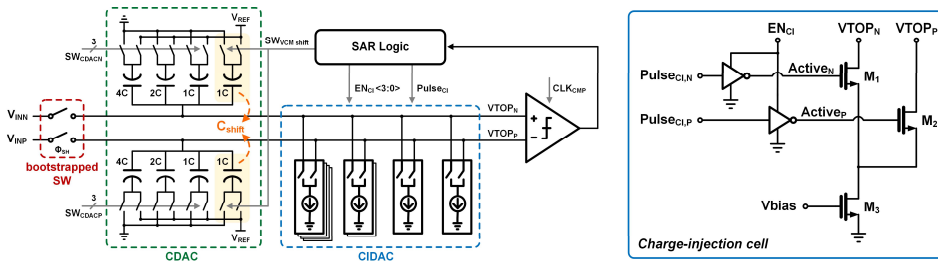 V_REF
3
SW_CDACN
SW_VCM shift
4C 2C 1C 1C
SAR Logic
EN_CI <3:0>
Pulse_CI
CLK_CMP
V_INN
V_INP
Φ_SH
bootstrapped
SW
C_shift
VTOP_N
VTOP_P
+
−
4C 2C 1C 1C
3
SW_CDACP
V_REF
CDAC
CIDAC
EN_CI
VTOP_N
VTOP_P
Pulse_CI,N
Active_N
M_1
Pulse_CI,P
Active_P
M_2
Vbias
M_3
Charge-injection cell